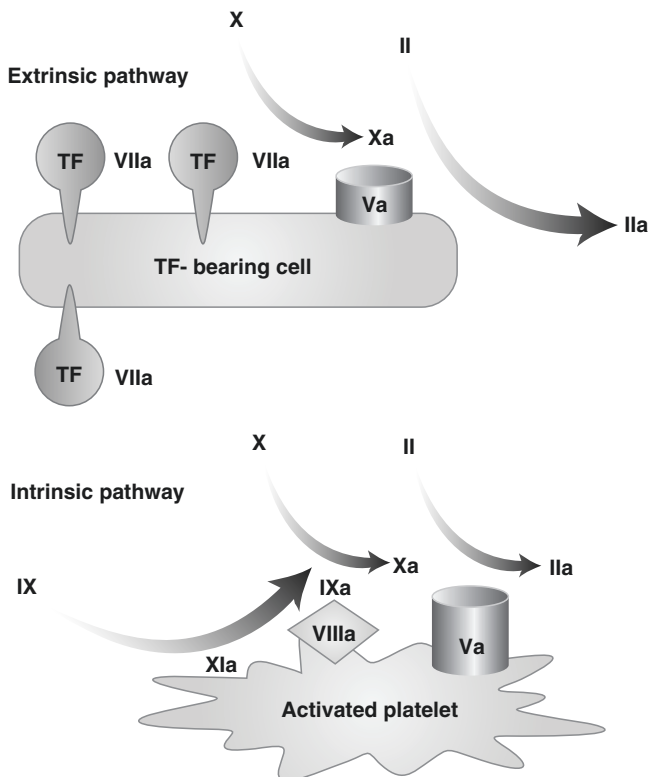 X
II
Extrinsic pathway
Xa
TF VIIa TF VIIa
Va
IIa
TF- bearing cell
TF VIIa
X II
Intrinsic pathway
Xa IIa
IX IXa
VIIIa Va
XIa
Activated platelet